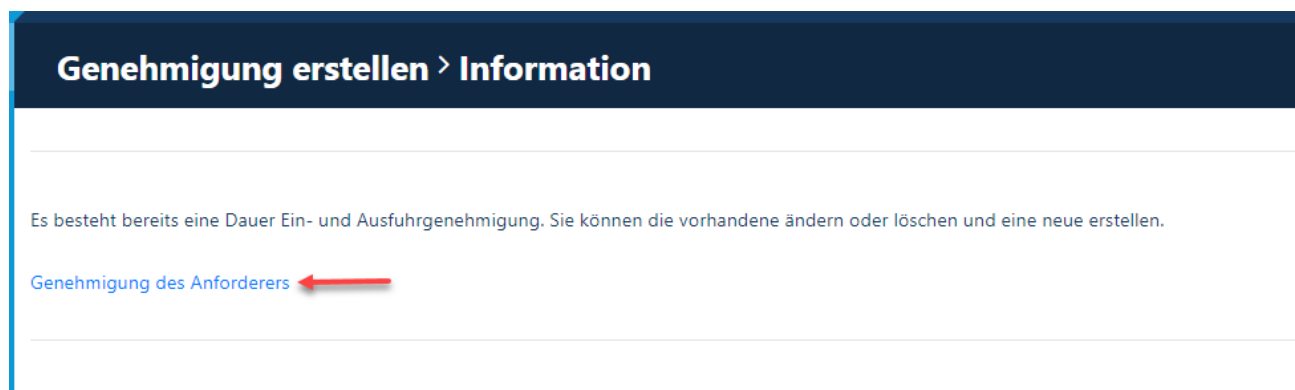 Genehmigung erstellen > Information
Es besteht bereits eine Dauer Ein- und Ausfuhrgenehmigung. Sie können die vorhandene ändern oder löschen und eine neue erstellen.
Genehmigung des Anforderers